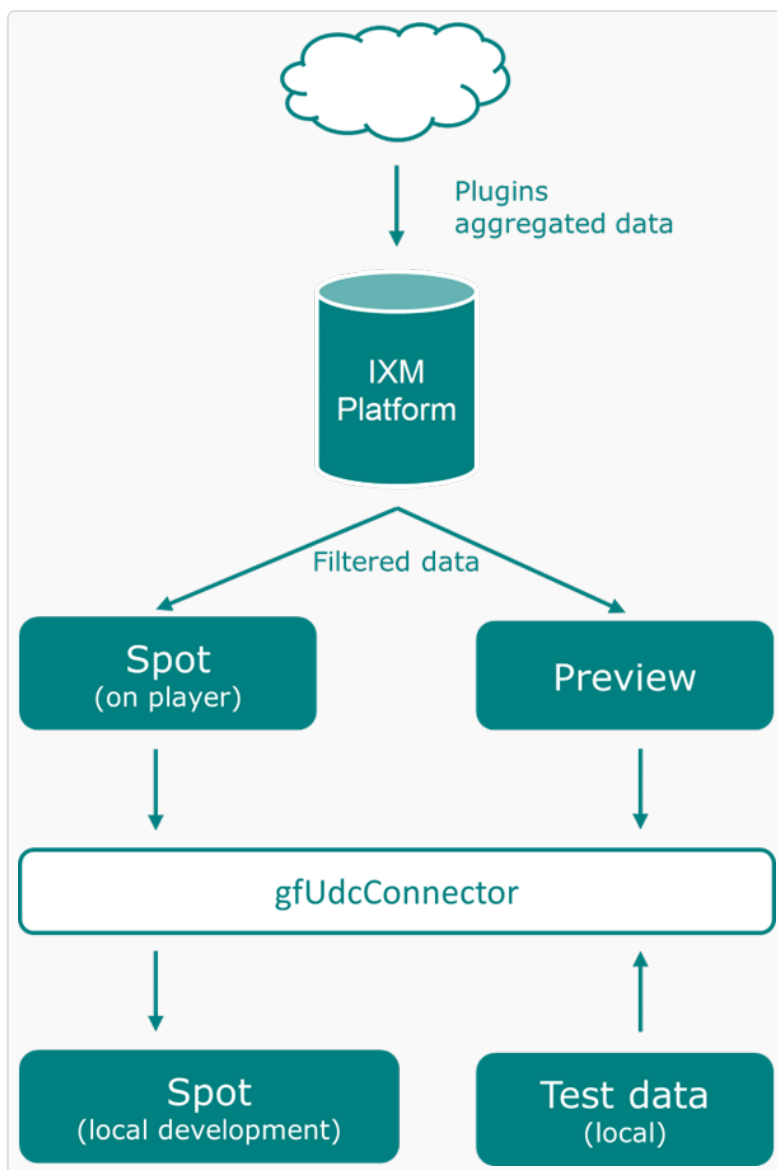 Plugins
aggregated data
IXM
Platform
Filtered data
Spot
(on player)
Preview
gfUdcConnector
Spot
(local development)
Test data
(local)